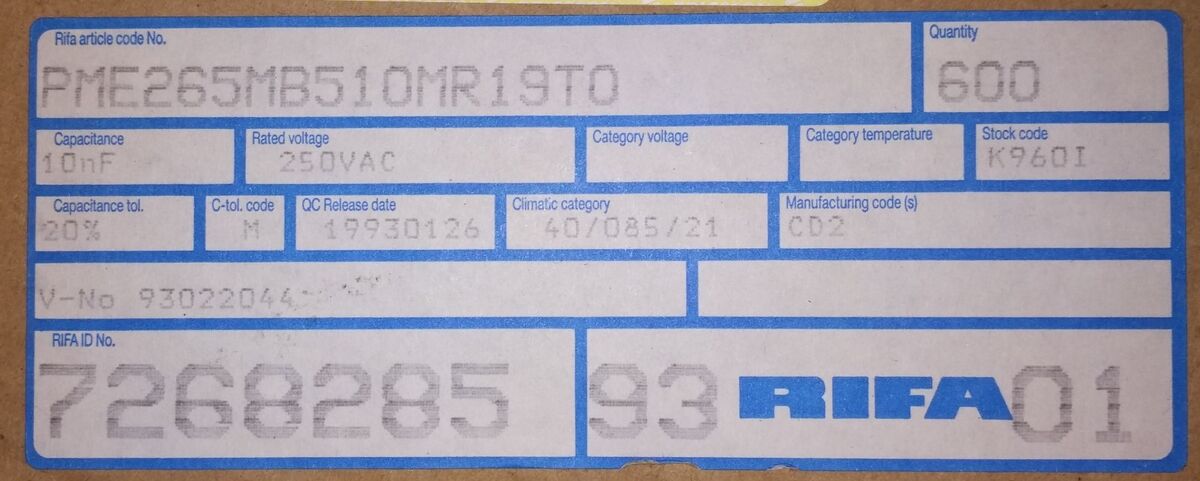 Rifa article code No. Quantity
PME265MB510MR19T0 600
Capacitance Rated voltage Category voltage Category temperature Stock code
10nF 250VAC K960I
Capacitance tol. C-tol. code QC Release date Climatic category Manufacturing code (s)
20% M 19930126 40/085/21 CD2
V-No 93022044
RIFA ID No.
7268285 93 RIFA 01